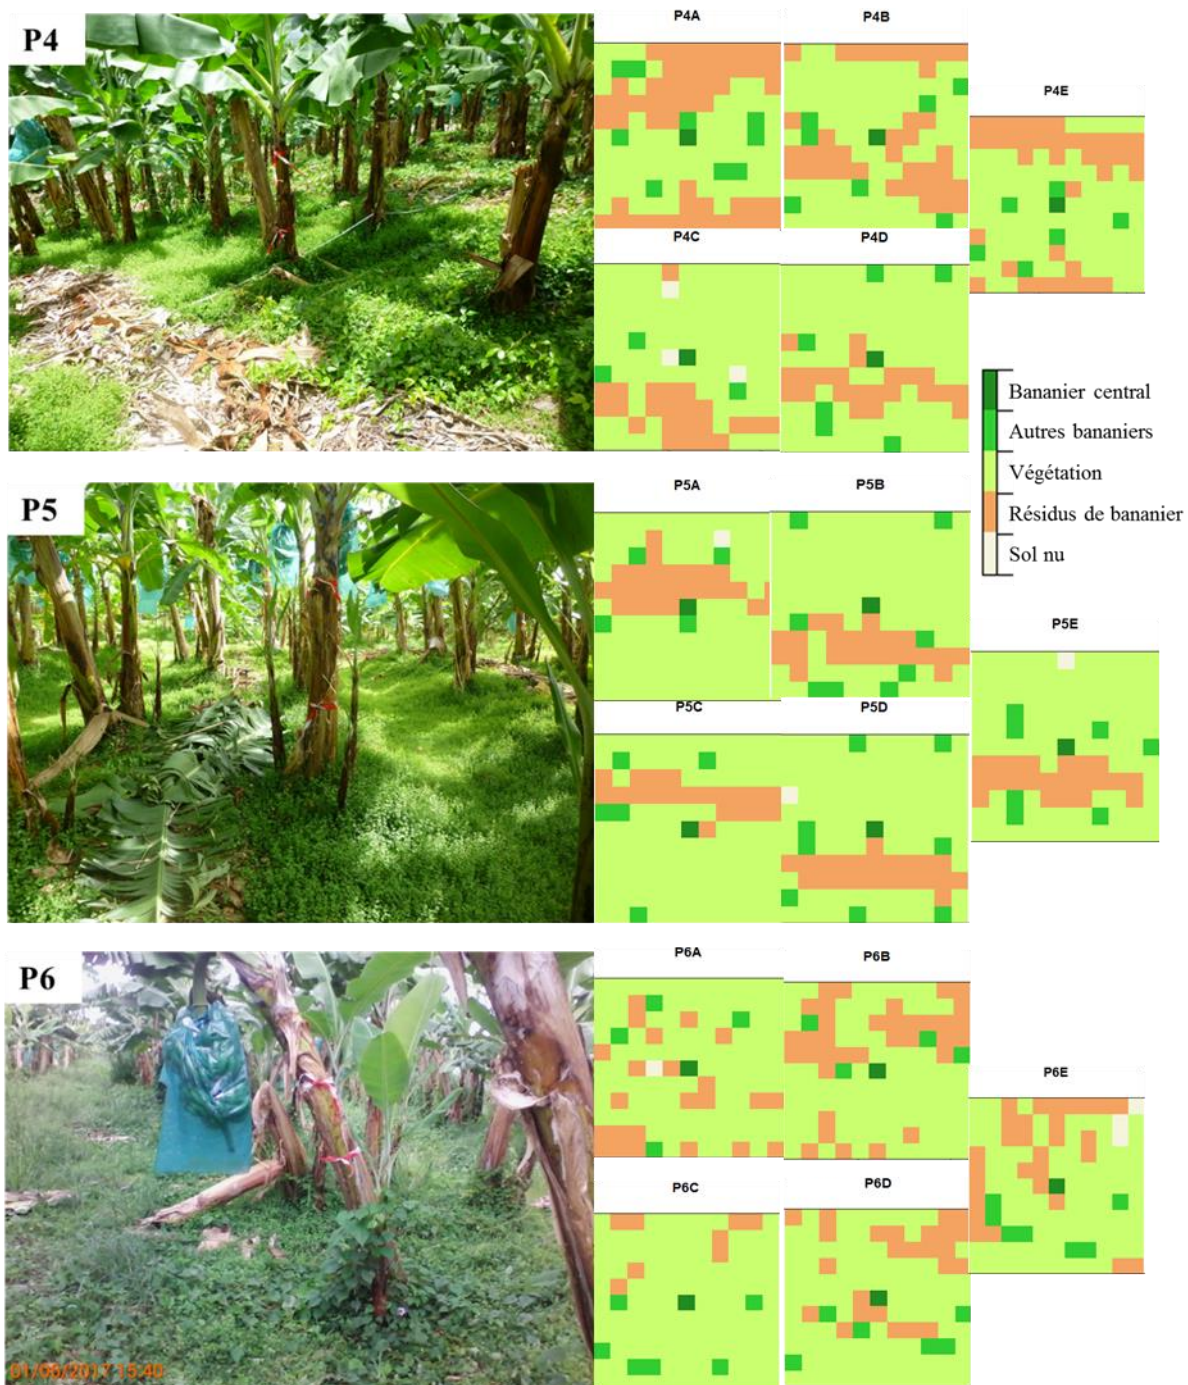 P4
P4A
P4B
P4E
P4C
P4D
Bananier central
Autres bananiers
Végétation
Résidus de bananier
Sol nu
P5
P5A
P5B
P5E
P5C
P5D
P6
P6A
P6B
P6E
P6C
P6D
01/06/2017 15:40